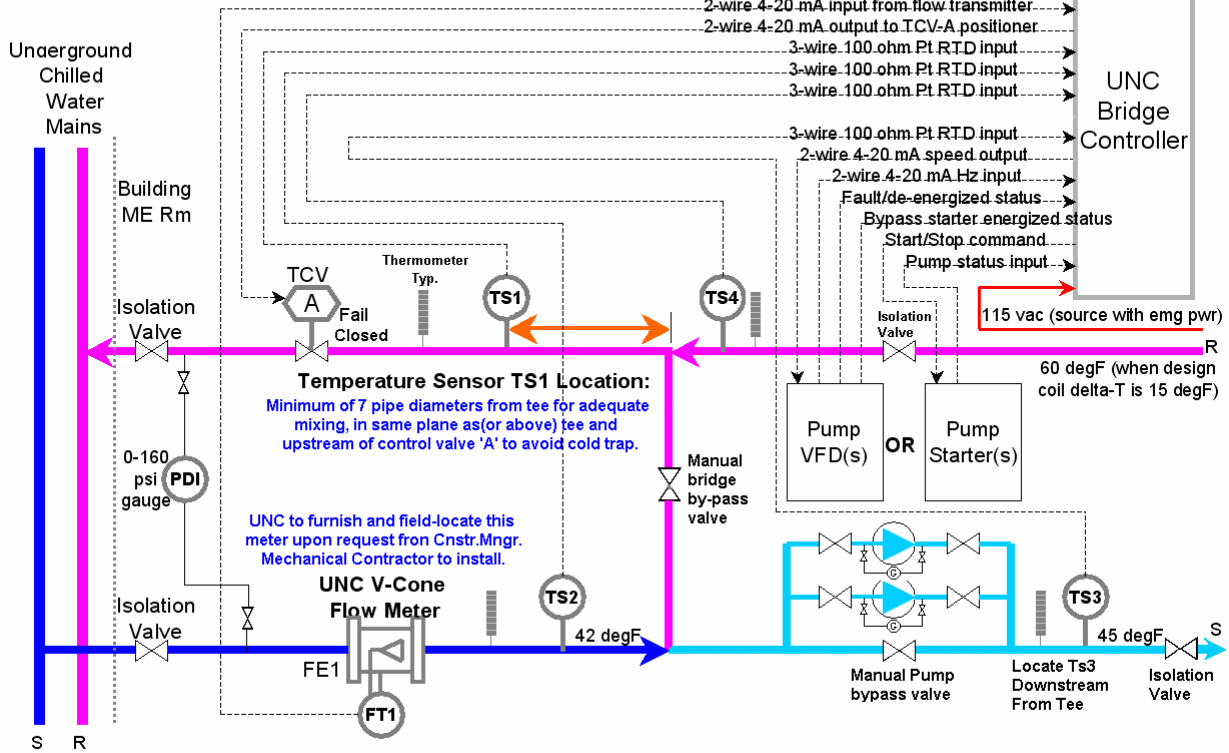 2-wire 4-20 mA input from flow transmitter
2-wire 4-20 mA output to TCV-A positioner
3-wire 100 ohm Pt RTD input
3-wire 100 ohm Pt RTD input
3-wire 100 ohm Pt RTD input
3-wire 100 ohm Pt RTD input
2-wire 4-20 mA speed output
2-wire 4-20 mA Hz input
Fault/de-energized status
Bypass starter energized status
Start/Stop command
Pump status input
UNC
Bridge
Controller
115 vac (source with emg pwr)
Underground
Chilled
Water
Mains
Building
ME Rm
Isolation
Valve
TCV
A
Fail
Closed
Thermometer
Typ.
TS1
TS4
Isolation
Valve
R
60 degF (when design
coil delta-T is 15 degF)
Temperature Sensor TS1 Location:
Minimum of 7 pipe diameters from tee for adequate
mixing, in same plane as(or above) tee and
upstream of control valve 'A' to avoid cold trap.
Pump
VFD(s)
OR
Pump
Starter(s)
0-160
psi
gauge
PDI
Manual
bridge
by-pass
valve
UNC to furnish and field-locate this
meter upon request fron Cnstr.Mngr.
Mechanical Contractor to install.
UNC V-Cone
Flow Meter
Isolation
Valve
FE1
FT1
TS2
42 degF
G
G
Manual Pump
bypass valve
TS3
45 degF
S
Locate Ts3
Downstream
From Tee
Isolation
Valve
S
R